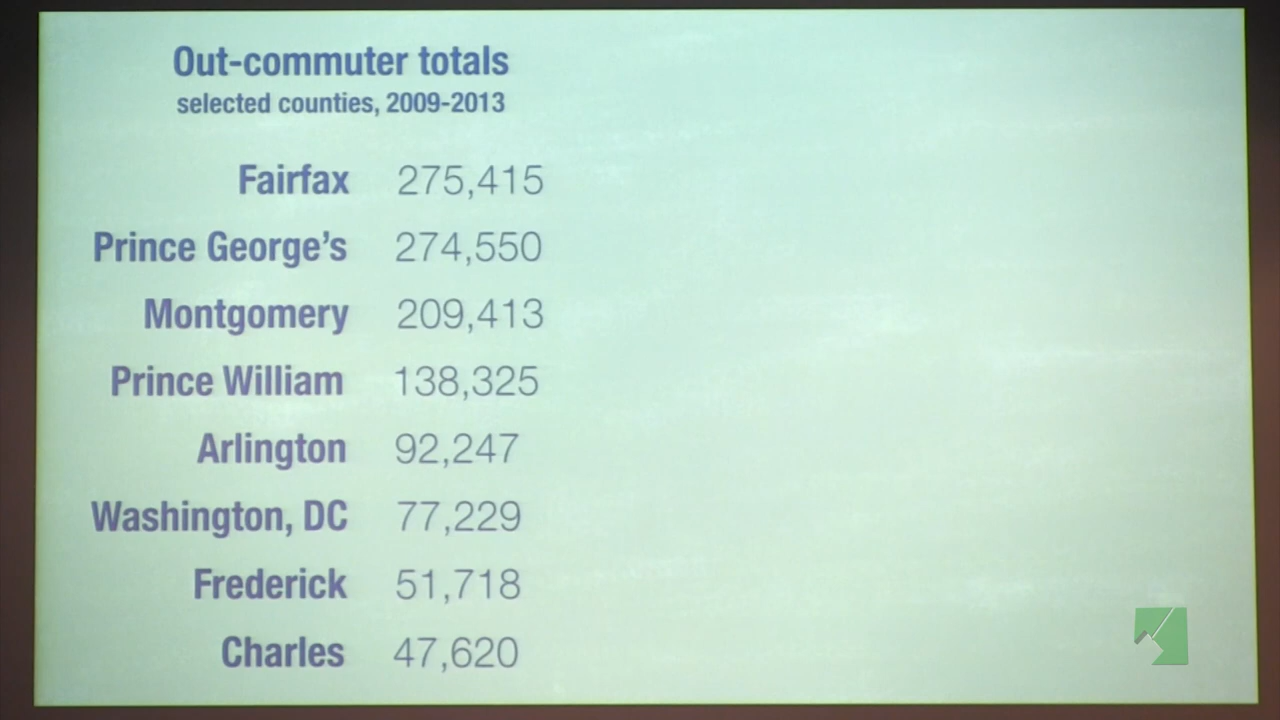 Out-commuter totals
selected counties, 2009-2013
Fairfax 275,415
Prince George's 274,550
Montgomery 209,413
Prince William 138,325
Arlington 92,247
Washington, DC 77,229
Frederick 51,718
Charles 47,620